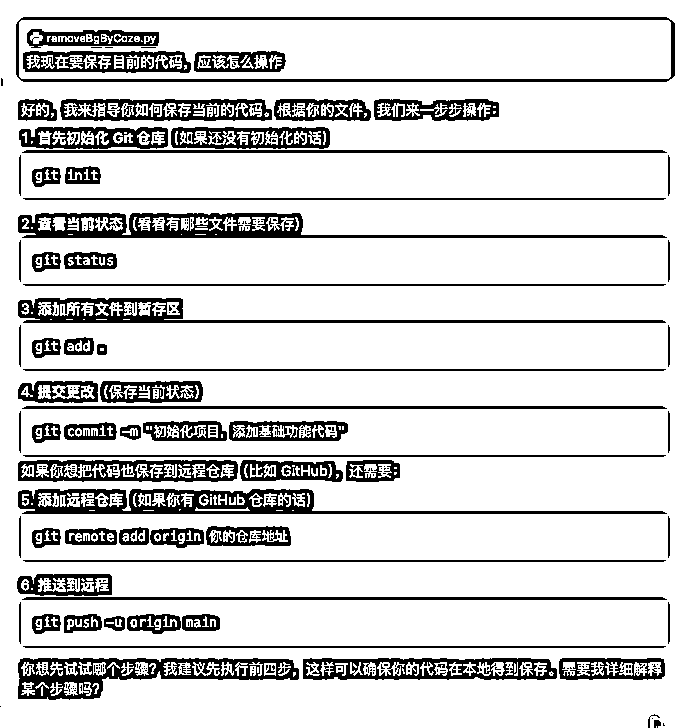 removeBgByCoze.py
我现在要保存目前的代码，应该怎么操作
好的，我来指导你如何保存当前的代码。根据你的文件，我们来一步步操作：
1. 首先初始化 Git 仓库（如果还没有初始化的话）
git init
2. 查看当前状态（看看有哪些文件需要保存）
git status
3. 添加所有文件到暂存区
git add .
4. 提交更改（保存当前状态）
git commit -m "初始化项目，添加基础功能代码"
如果你想把代码也保存到远程仓库（比如 GitHub），还需要：
5. 添加远程仓库（如果你有 GitHub 仓库的话）
git remote add origin 你的仓库地址
6. 推送到远程
git push -u origin main
你想先试试哪个步骤？我建议先执行前四步，这样可以确保你的代码在本地得到保存。需要我详细解释
某个步骤吗？